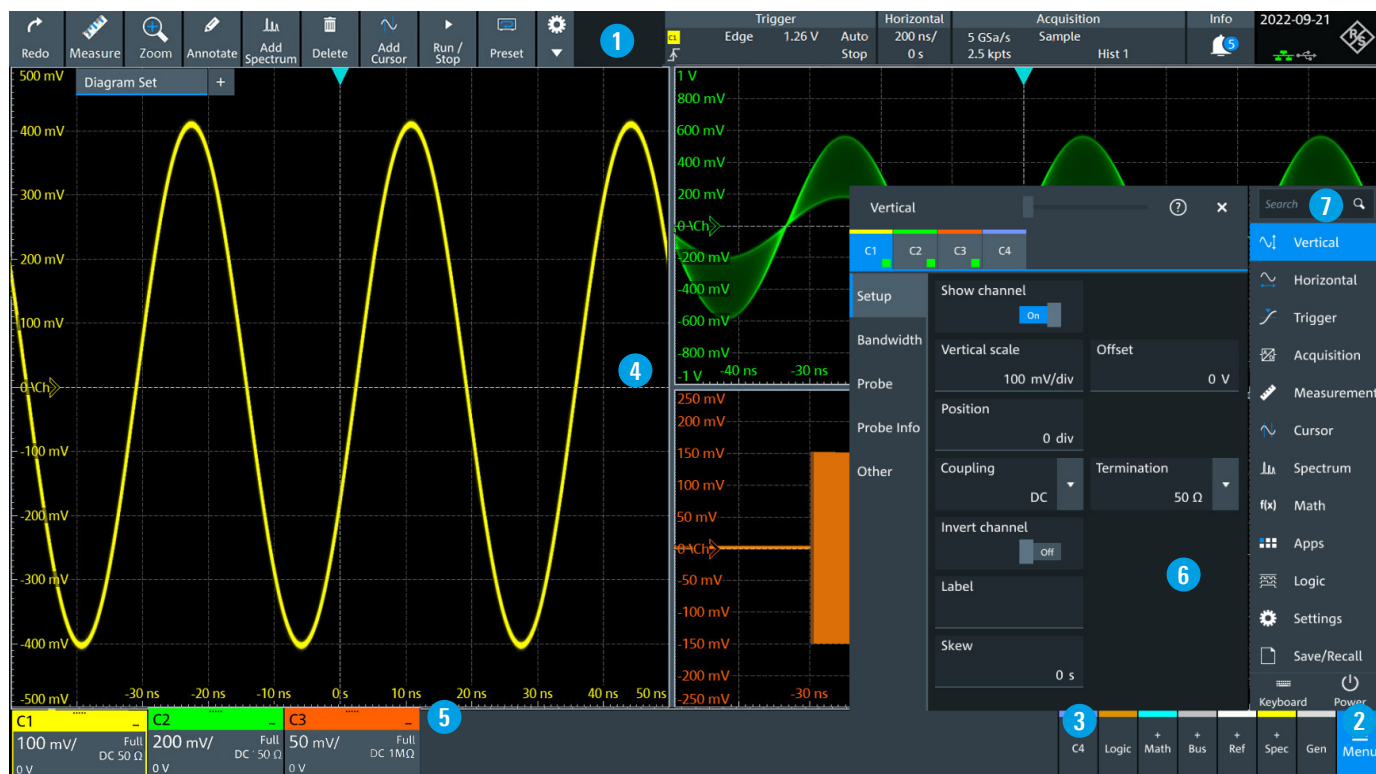 Redo
Measure
Zoom
Annotate
Add Spectrum
Delete
Add Cursor
Run / Stop
Preset
1
Trigger
C1
Edge
1.26 V
Auto
Stop
Horizontal
200 ns/
0 s
Acquisition
5 GSa/s
Sample
2.5 kpts
Hist 1
Info
5
2022-09-21
R&S
Diagram Set
+
500 mV
400 mV
300 mV
200 mV
100 mV
0 V
Ch
-100 mV
-200 mV
-300 mV
-400 mV
-500 mV
-30 ns
-20 ns
-10 ns
0 s
10 ns
20 ns
30 ns
40 ns
50 ns
1 V
800 mV
600 mV
400 mV
200 mV
Ch
-200 mV
-400 mV
-600 mV
-800 mV
-1 V
-40 ns
-30 ns
4
250 mV
200 mV
150 mV
100 mV
50 mV
0 V
Ch
-50 mV
-100 mV
-150 mV
-200 mV
-250 mV
-30 ns
Vertical
?
×
C1
C2
C3
C4
Setup
Bandwidth
Probe
Probe Info
Other
Show channel
On
Vertical scale
100 mV/div
Offset
0 V
Position
0 div
Coupling
DC
Termination
50 Ω
Invert channel
Off
Label
Skew
0 s
6
Search
7
Vertical
Horizontal
Trigger
Acquisition
Measurement
Cursor
Spectrum
f(x) Math
Apps
Logic
Settings
Save/Recall
Keyboard
Power
C1
100 mV/
Full
DC 50 Ω
0 V
C2
200 mV/
Full
DC 50 Ω
0 V
C3
50 mV/
Full
DC 1MΩ
0 V
5
3
C4
Logic
+
Math
+
Bus
+
Ref
+
Spec
Gen
2
Menu